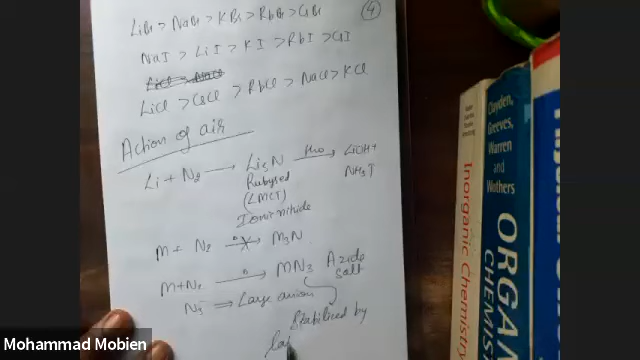 ④
LiBr > NaBr > KBr > RbBr > CsBr
NaI > LiI > KI > RbI > CsI
LiCl > CsCl > RbCl > NaCl > KCl
Action of air
Li + N₂ → Li₃N —H₂O→ LiOH +
NH₃↑
Rubyred
(LMCT)
Ionic nitride
M + N₂ → M₃N
M + N₂ → MN₃ Azide
salt
N₃⁻ ⇒ Large anion
Stabilised by
Mohammad Mobien
Inorganic Chemistry
Clayden,
Greeves,
Warren
and
Wothers
ORGANIC
CHEMIST